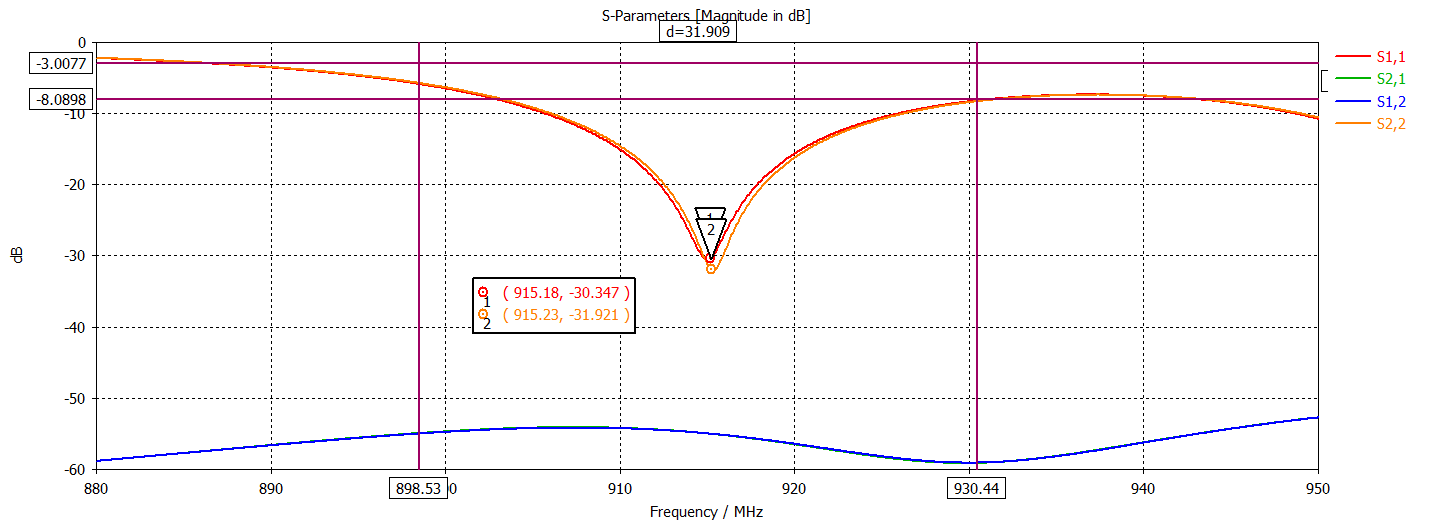 S-Parameters [Magnitude in dB]
d=31.909
0
-3.0077
-8.0898
-10
-20
-30
-40
-50
-60
dB
S1,1
S2,1
S1,2
S2,2
1
2
1 ( 915.18, -30.347 )
2 ( 915.23, -31.921 )
880
890
898.53
910
920
930.44
940
950
Frequency / MHz